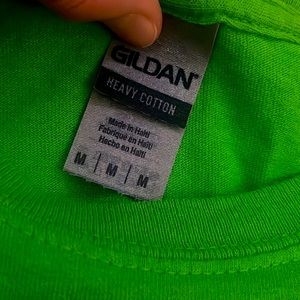 GILDAN
HEAVY COTTON
Made in Haiti
Fabriqué en Haïti
Hecho en Haití
M | M | M